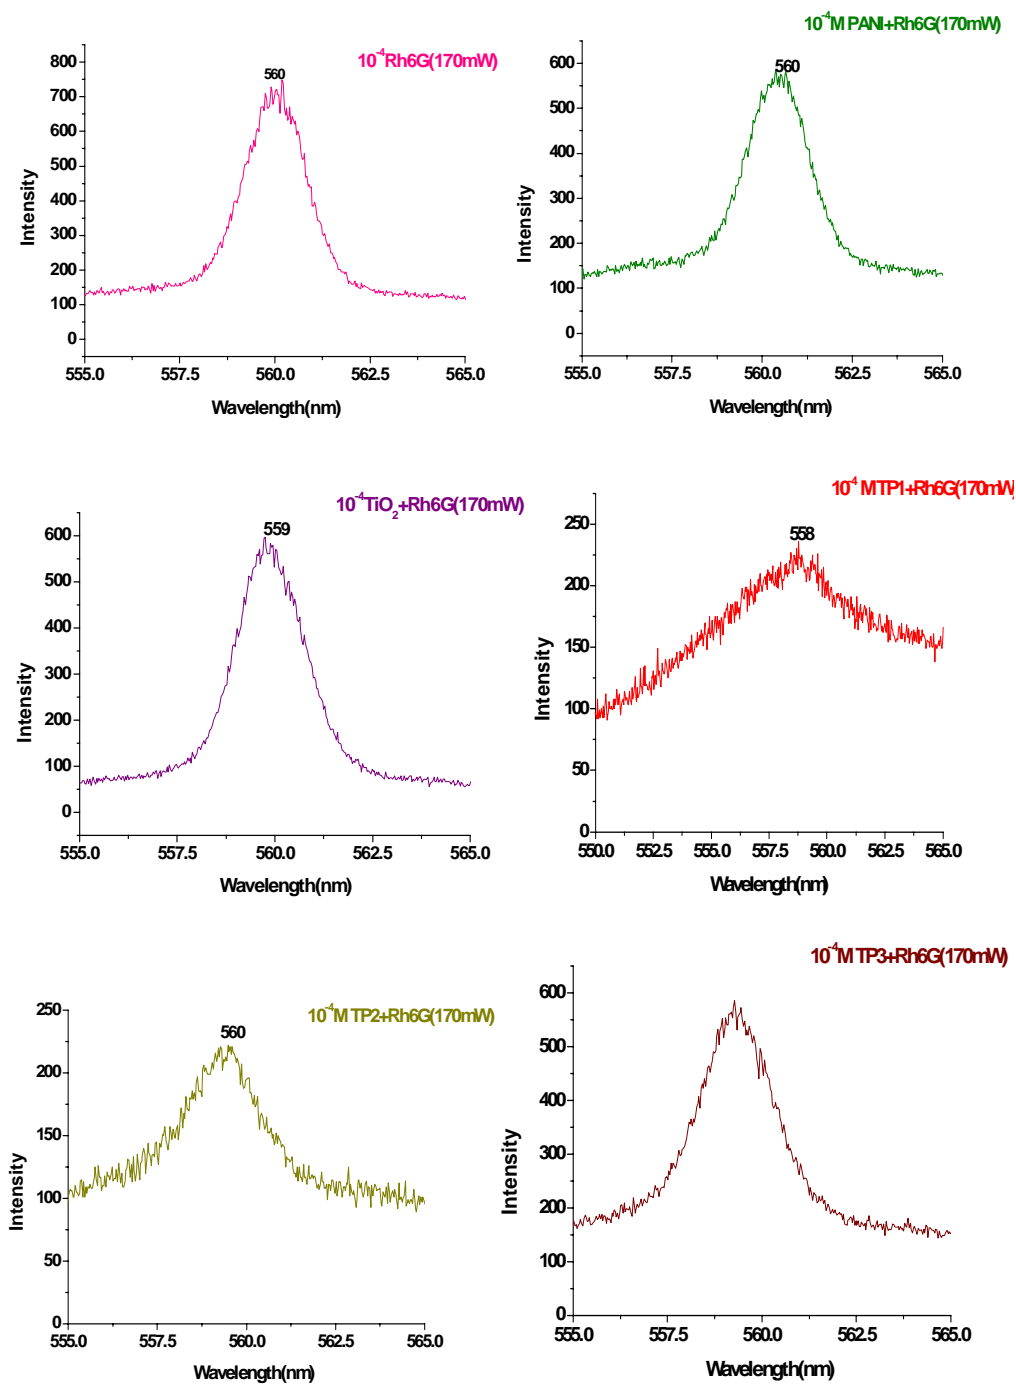 10⁻⁴Rh6G(170mW)
560
800
700
600
500
400
300
200
100
0
Intensity
555.0 557.5 560.0 562.5 565.0
Wavelength(nm)
10⁻⁴M PANI+Rh6G(170mW)
560
600
500
400
300
200
150
100
0
Intensity
555.0 557.5 560.0 562.5 565.0
Wavelength(nm)
10⁻⁴TiO₂+Rh6G(170mW)
559
600
500
400
300
200
100
0
Intensity
555.0 557.5 560.0 562.5 565.0
Wavelength(nm)
10⁻⁴ MTP1+Rh6G(170mW)
558
250
200
150
100
50
0
Intensity
550.0 552.5 555.0 557.5 560.0 562.5 565.0
Wavelength(nm)
10⁻⁴M TP2+Rh6G(170mW)
560
250
200
150
100
50
0
Intensity
555.0 557.5 560.0 562.5 565.0
Wavelength(nm)
10⁻⁴M TP3+Rh6G(170mW)
600
500
400
300
200
100
0
Intensity
555.0 557.5 560.0 562.5 565.0
Wavelength(nm)